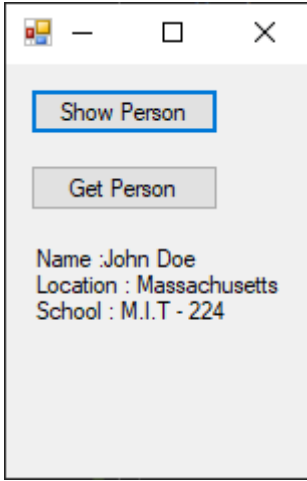 Show Person
Get Person
Name :John Doe
Location : Massachusetts
School : M.I.T - 224